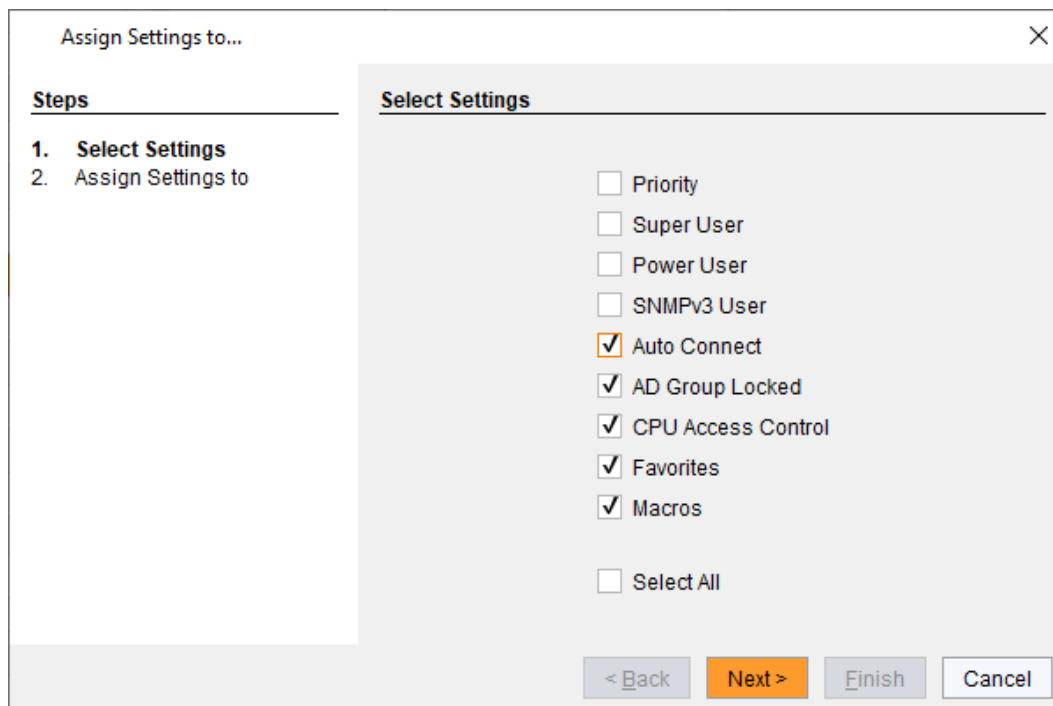 Assign Settings to...
Steps
1. Select Settings
2. Assign Settings to
Select Settings
Priority
Super User
Power User
SNMPv3 User
Auto Connect
AD Group Locked
CPU Access Control
Favorites
Macros
Select All
< Back
Next >
Finish
Cancel